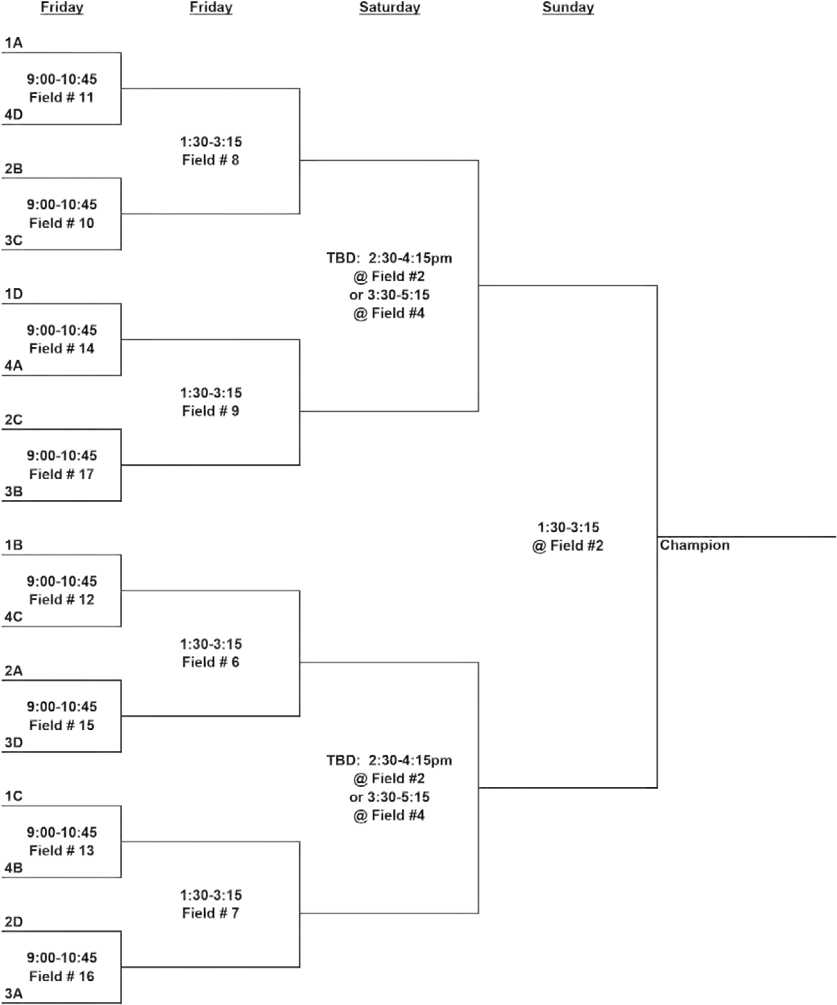 Friday Friday Saturday Sunday
1A
9:00-10:45
Field # 11
4D
1:30-3:15
Field # 8
2B
9:00-10:45
Field # 10
3C
TBD: 2:30-4:15pm
@ Field #2
or 3:30-5:15
@ Field #4
1D
9:00-10:45
Field # 14
4A
1:30-3:15
Field # 9
2C
9:00-10:45
Field # 17
3B
1:30-3:15
@ Field #2
Champion
1B
9:00-10:45
Field # 12
4C
1:30-3:15
Field # 6
2A
9:00-10:45
Field # 15
3D
TBD: 2:30-4:15pm
@ Field #2
or 3:30-5:15
@ Field #4
1C
9:00-10:45
Field # 13
4B
1:30-3:15
Field # 7
2D
9:00-10:45
Field # 16
3A